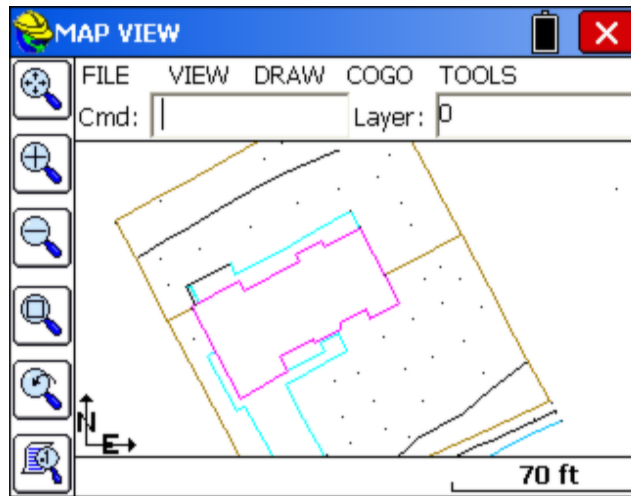 MAP VIEW
FILE VIEW DRAW COGO TOOLS
Cmd: Layer: 0
N
E
70 ft